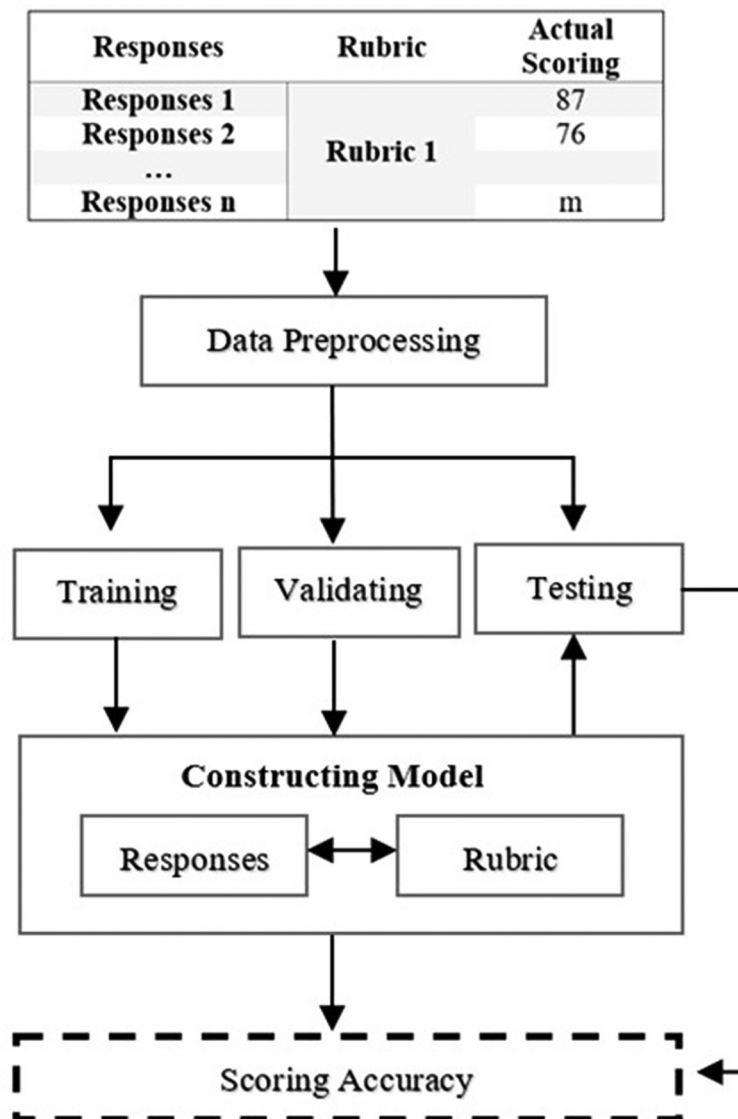 Responses Rubric Actual Scoring
Responses 1 87
Responses 2 76
Rubric 1
...
Responses n m
Data Preprocessing
Training Validating Testing
Constructing Model
Responses Rubric
Scoring Accuracy